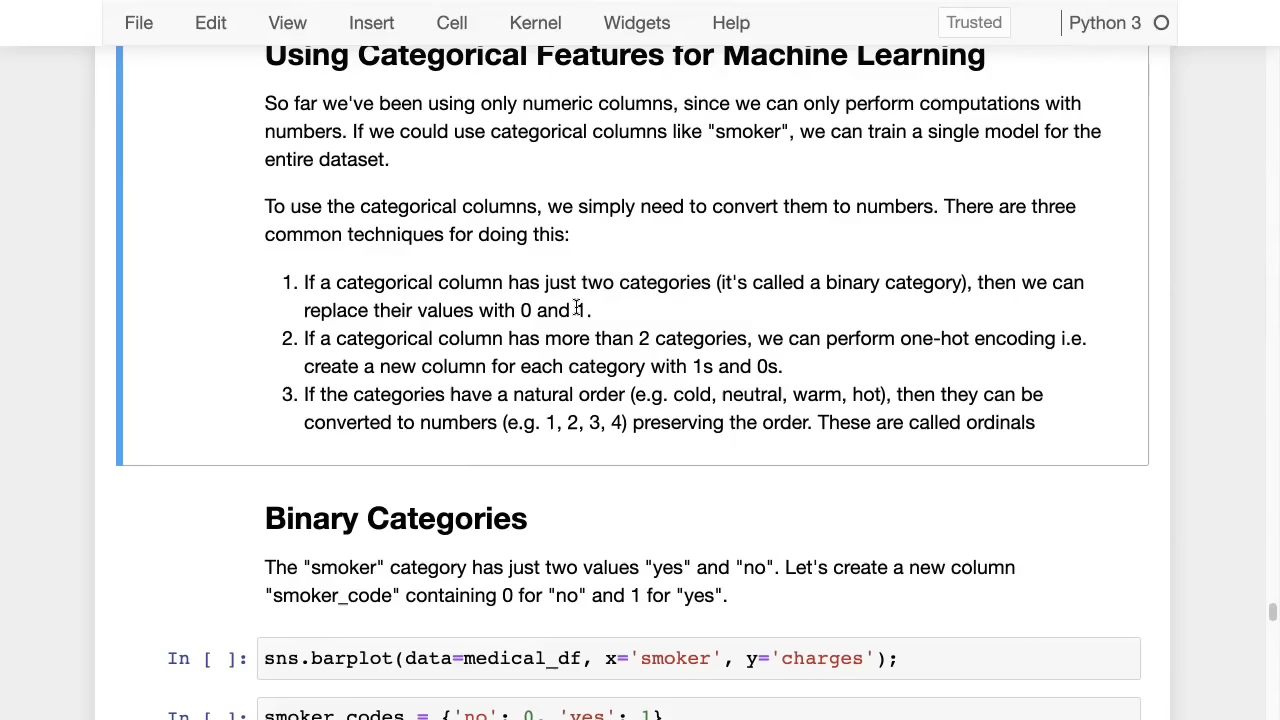 File Edit View Insert Cell Kernel Widgets Help Trusted Python 3
Using Categorical Features for Machine Learning
So far we've been using only numeric columns, since we can only perform computations with
numbers. If we could use categorical columns like "smoker", we can train a single model for the
entire dataset.
To use the categorical columns, we simply need to convert them to numbers. There are three
common techniques for doing this:
1. If a categorical column has just two categories (it's called a binary category), then we can
replace their values with 0 and 1.
2. If a categorical column has more than 2 categories, we can perform one-hot encoding i.e.
create a new column for each category with 1s and 0s.
3. If the categories have a natural order (e.g. cold, neutral, warm, hot), then they can be
converted to numbers (e.g. 1, 2, 3, 4) preserving the order. These are called ordinals
Binary Categories
The "smoker" category has just two values "yes" and "no". Let's create a new column
"smoker_code" containing 0 for "no" and 1 for "yes".
In [ ]: sns.barplot(data=medical_df, x='smoker', y='charges');
In [ ]: smoker_codes = {'no': 0, 'yes': 1}